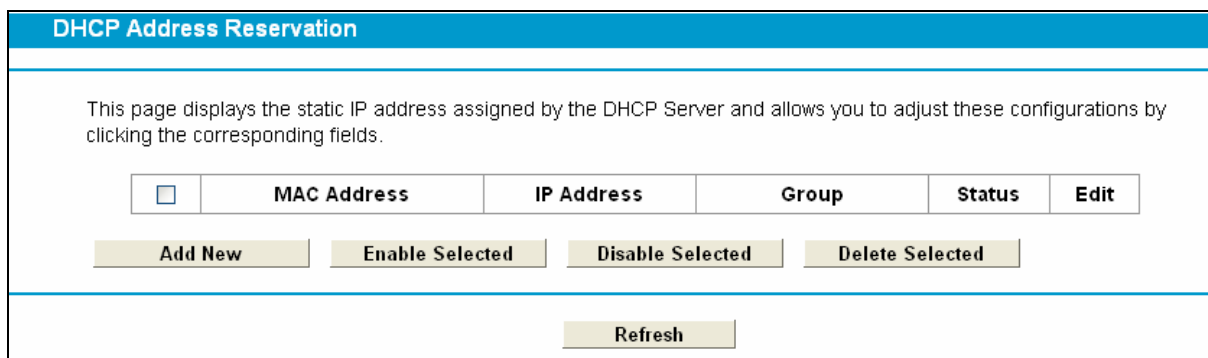 DHCP Address Reservation
This page displays the static IP address assigned by the DHCP Server and allows you to adjust these configurations by
clicking the corresponding fields.
MAC Address IP Address Group Status Edit
Add New Enable Selected Disable Selected Delete Selected
Refresh